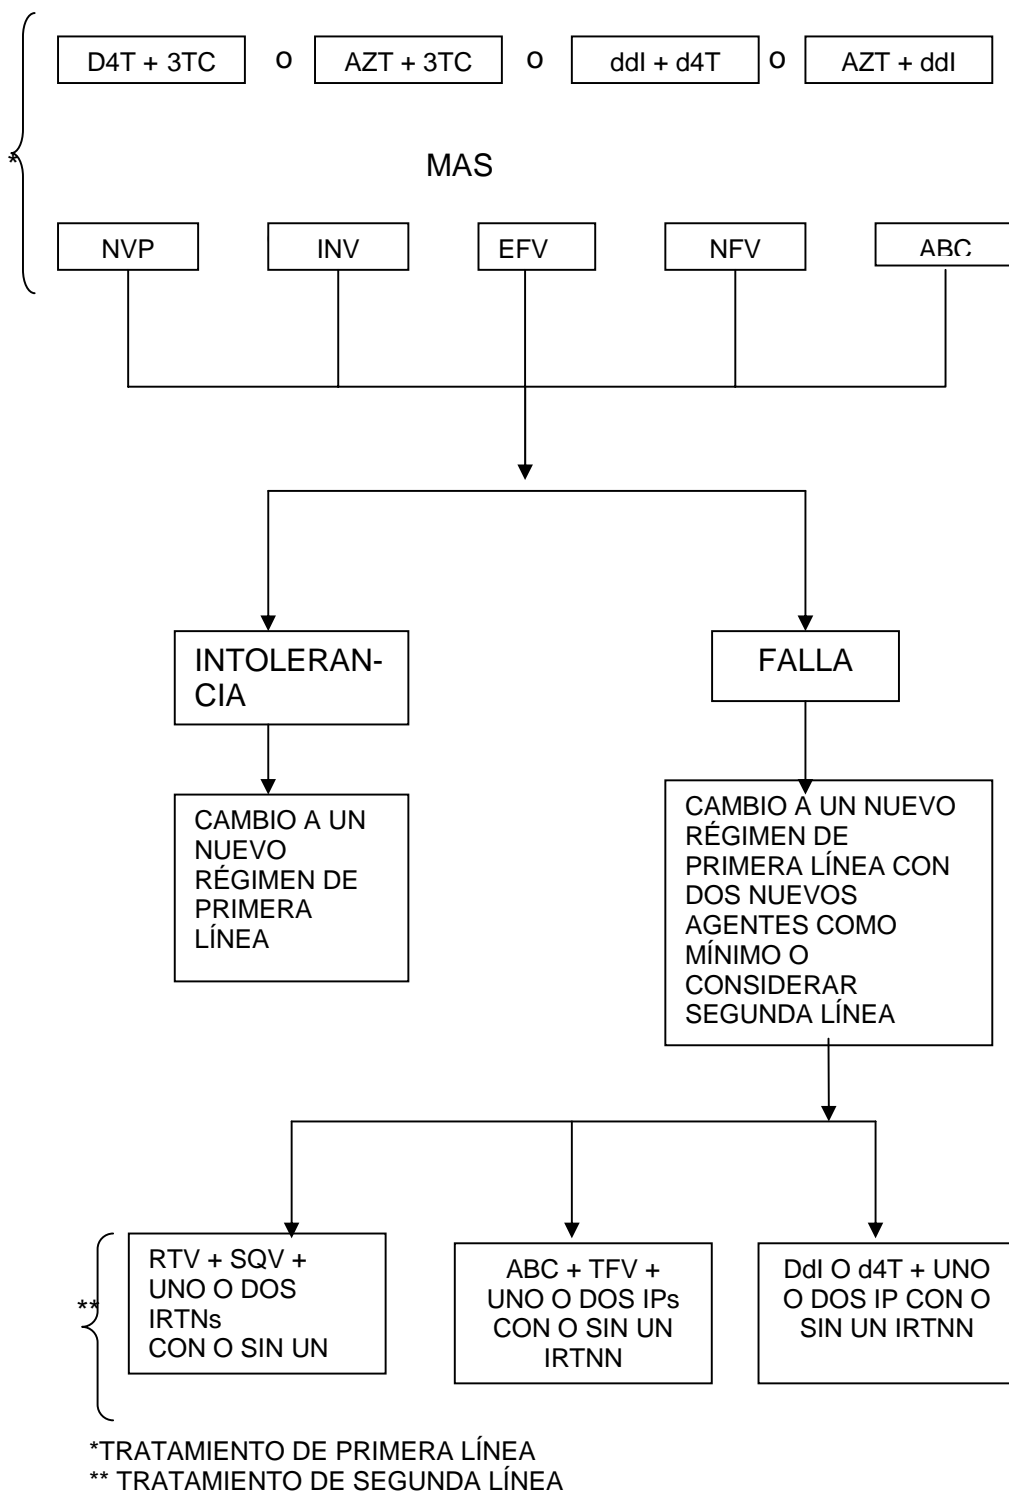 D4T + 3TC o AZT + 3TC o ddI + d4T o AZT + ddI
*
MAS
NVP INV EFV NFV ABC
INTOLERAN-
CIA
FALLA
CAMBIO A UN
NUEVO
RÉGIMEN DE
PRIMERA
LÍNEA
CAMBIO A UN NUEVO
RÉGIMEN DE
PRIMERA LÍNEA CON
DOS NUEVOS
AGENTES COMO
MÍNIMO O
CONSIDERAR
SEGUNDA LÍNEA
**
RTV + SQV +
UNO O DOS
IRTNs
CON O SIN UN
ABC + TFV +
UNO O DOS IPs
CON O SIN UN
IRTNN
DdI O d4T + UNO
O DOS IP CON O
SIN UN IRTNN
*TRATAMIENTO DE PRIMERA LÍNEA
** TRATAMIENTO DE SEGUNDA LÍNEA